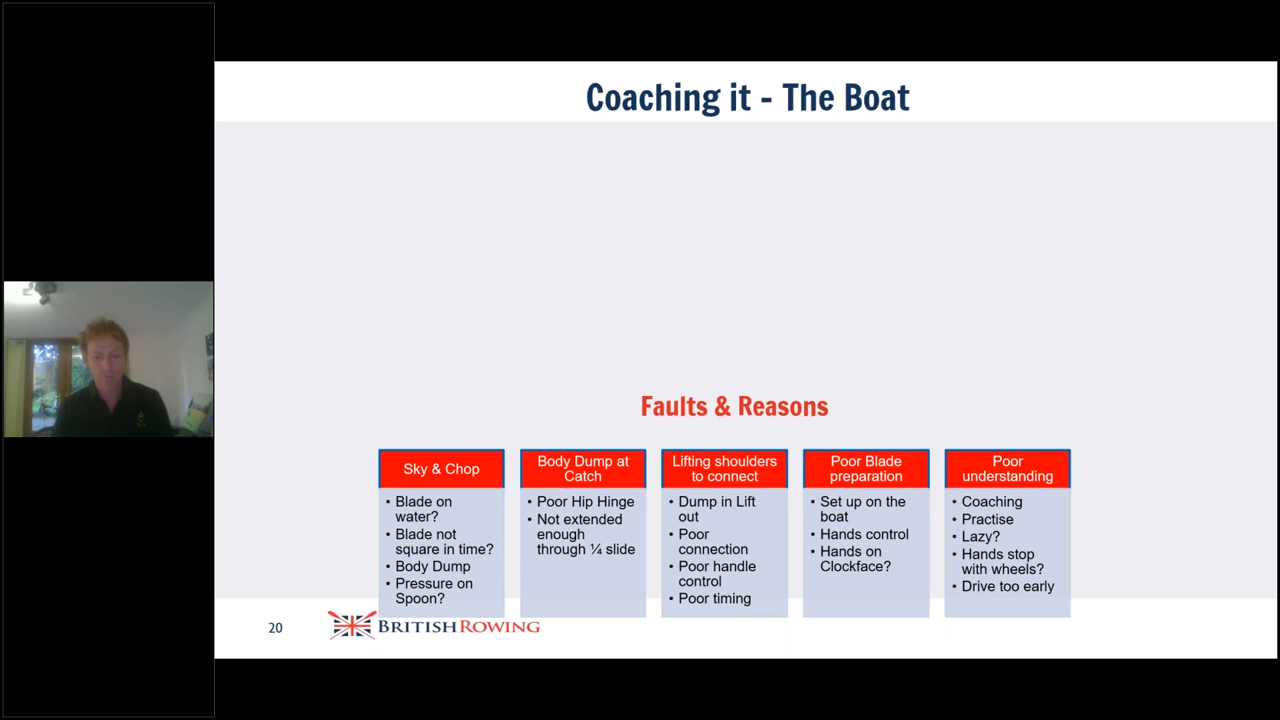 Coaching it - The Boat
Faults & Reasons
Sky & Chop
• Blade on
water?
• Blade not
square in time?
• Body Dump
• Pressure on
Spoon?
Body Dump at
Catch
• Poor Hip Hinge
• Not extended
enough
through ¼ slide
Lifting shoulders
to connect
• Dump in Lift
out
• Poor
connection
• Poor handle
control
• Poor timing
Poor Blade
preparation
• Set up on the
boat
• Hands control
• Hands on
Clockface?
Poor
understanding
• Coaching
• Practise
• Lazy?
• Hands stop
with wheels?
• Drive too early
20
BRITISHROWING